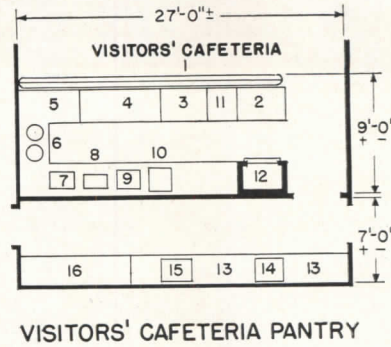 27'-0"±
VISITORS' CAFETERIA
1
5 4 3 11 2
6
8 10
7 9 12
9'-0"
±
7'-0"
±
16 15 13 14 13
VISITORS' CAFETERIA PANTRY